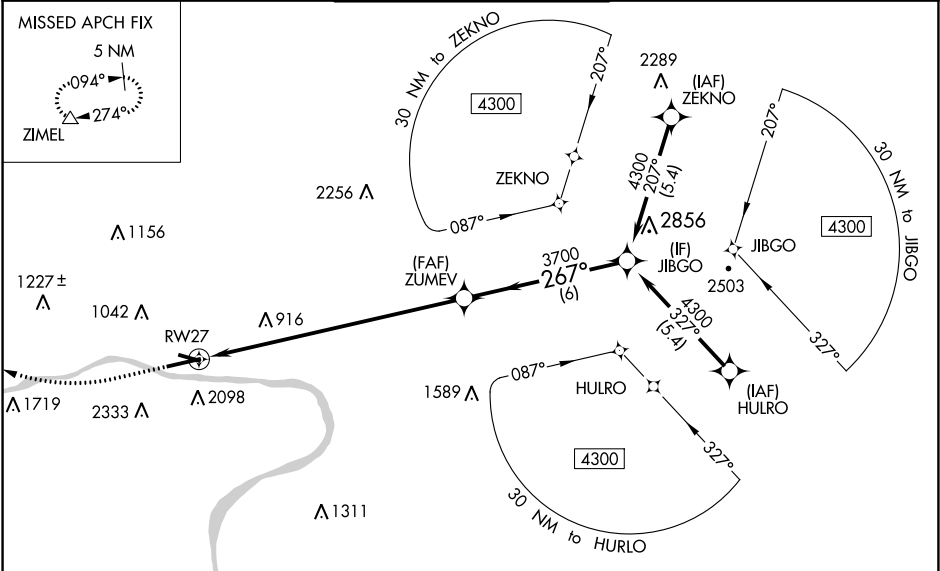 MISSED APCH FIX
5 NM
094°
274°
ZIMEL
30 NM to ZEKNO
4300
207°
ZEKNO
087°
2289
(IAF)
ZEKNO
4300
207°
(5.4)
2256
2856
(IF)
JIBGO
207°
30 NM to JIBGO
4300
JIBGO
2503
327°
1156
1227±
1042
916
RW27
(FAF)
ZUMEV
3700
267°
(6)
4300
327°
(5.4)
(IAF)
HULRO
1719
2333
2098
1589
087°
HULRO
327°
4300
30 NM to HURLO
1311